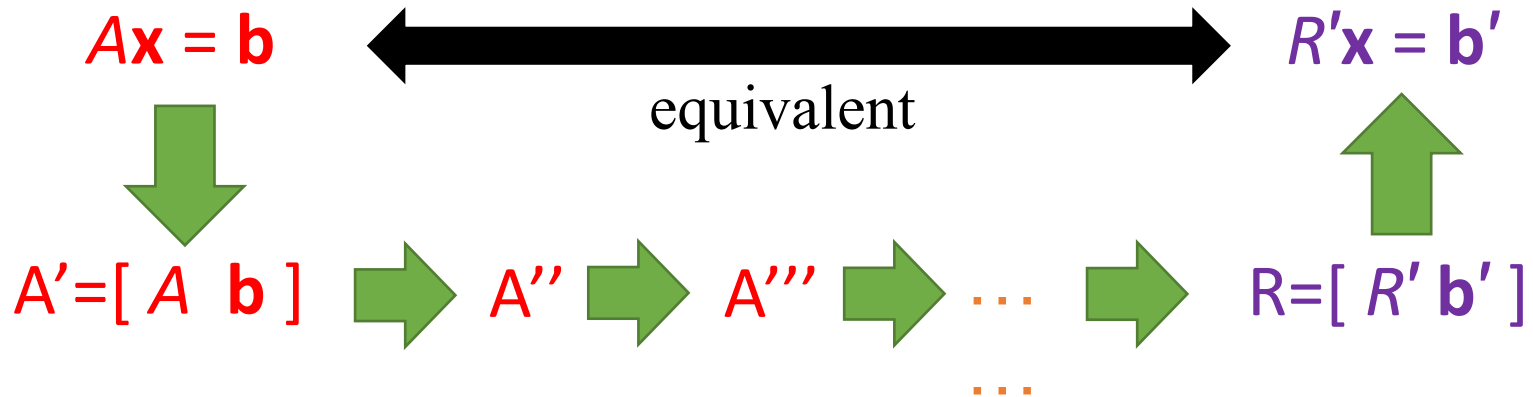 Ax = b R′x = b′
equivalent
A′=[ A b ] A′′ A′′′ … R=[ R′ b′ ]
…